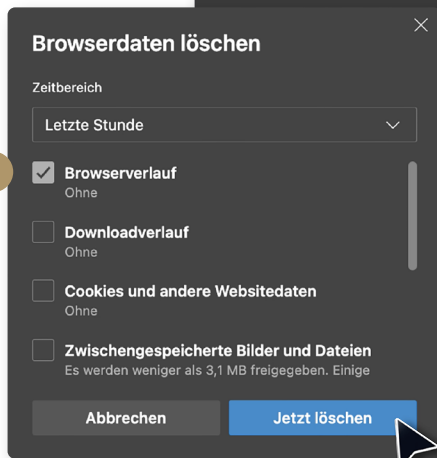 Browserdaten löschen
Zeitbereich
Letzte Stunde
Browserverlauf
Ohne
Downloadverlauf
Ohne
Cookies und andere Websitedaten
Ohne
Zwischengespeicherte Bilder und Dateien
Es werden weniger als 3,1 MB freigegeben. Einige
Abbrechen
Jetzt löschen